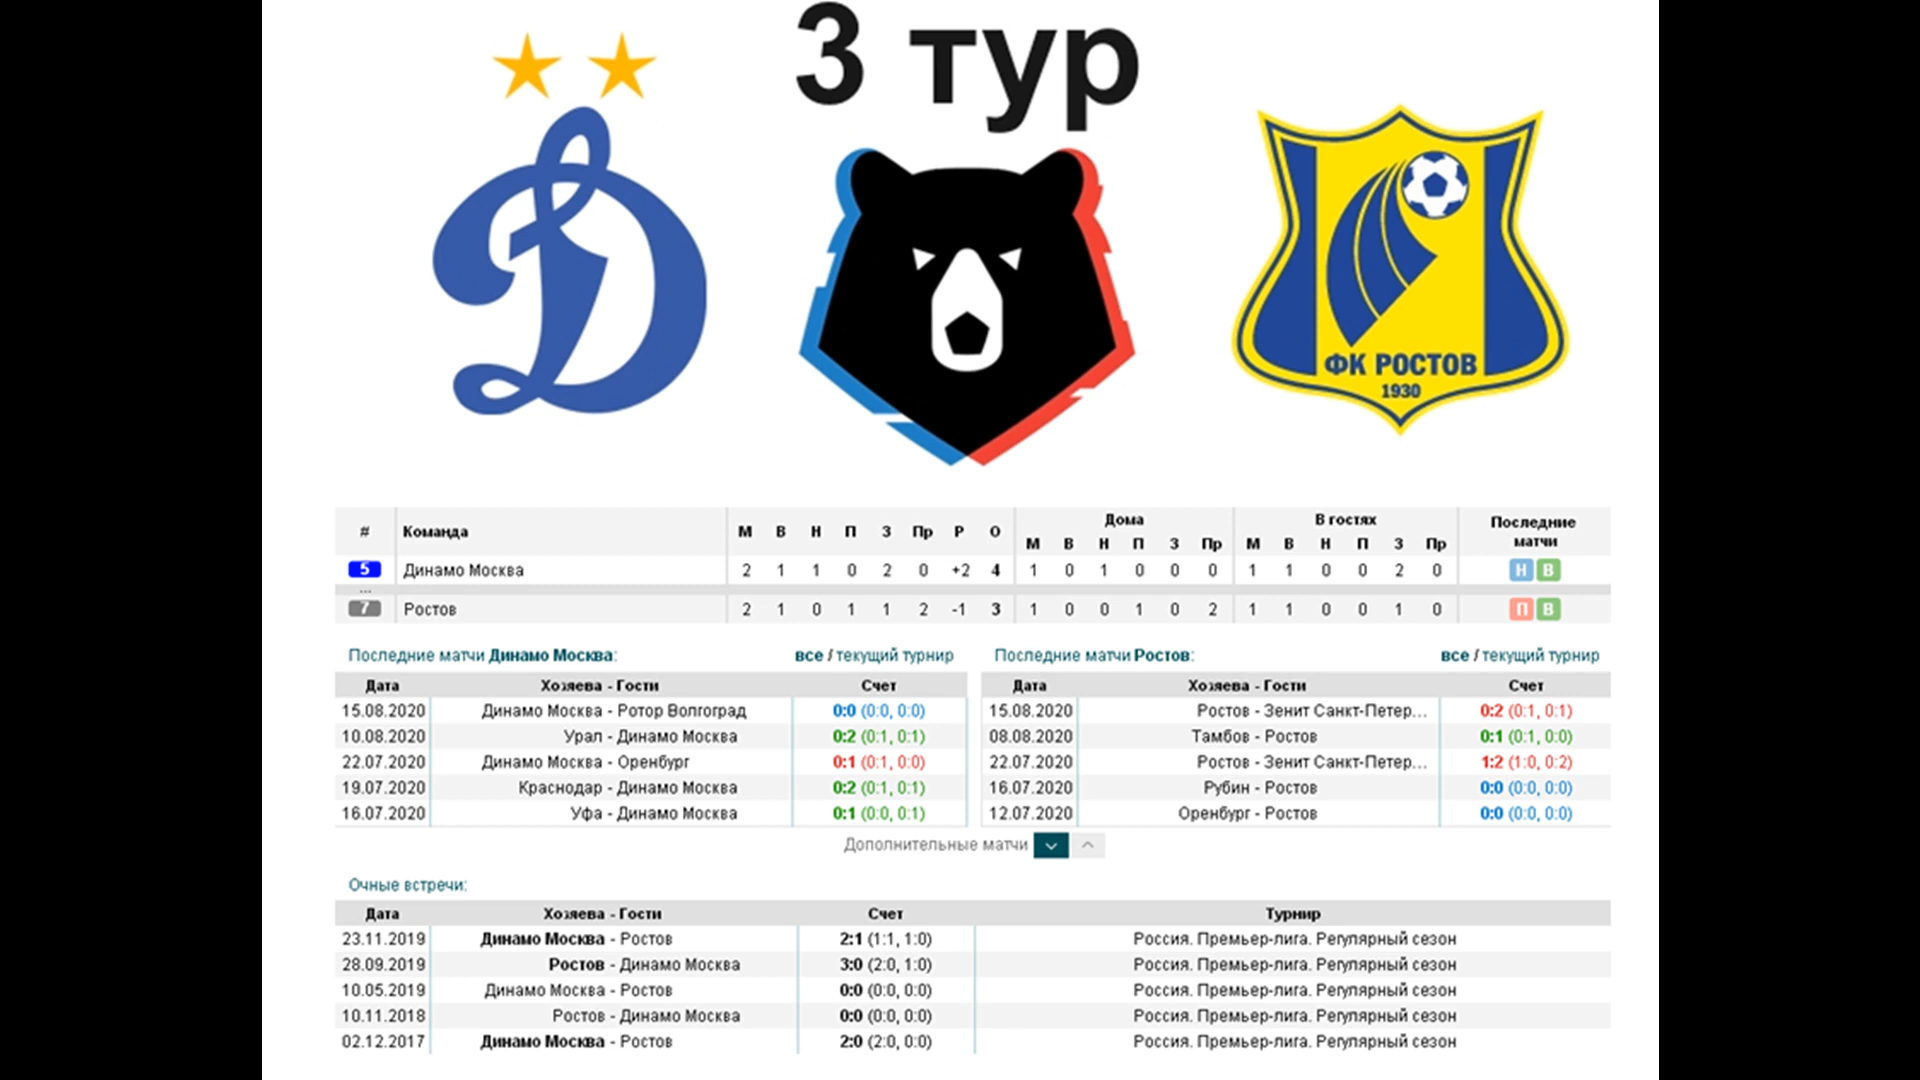 3 тур
ФК РОСТОВ
1930
# Команда М В Н П З Пр Р О Дома В гостях Последние матчи
М В Н П З Пр М В Н П З Пр
5 Динамо Москва 2 1 1 0 2 0 +2 4 1 0 1 0 0 0 1 1 0 0 2 0 Н В
...
7 Ростов 2 1 0 1 1 2 -1 3 1 0 0 1 0 2 1 1 0 0 1 0 П В
Последние матчи Динамо Москва: все / текущий турнир
Дата Хозяева - Гости Счет
15.08.2020 Динамо Москва - Ротор Волгоград 0:0 (0:0, 0:0)
10.08.2020 Урал - Динамо Москва 0:2 (0:1, 0:1)
22.07.2020 Динамо Москва - Оренбург 0:1 (0:1, 0:0)
19.07.2020 Краснодар - Динамо Москва 0:2 (0:1, 0:1)
16.07.2020 Уфа - Динамо Москва 0:1 (0:0, 0:1)
Последние матчи Ростов: все / текущий турнир
Дата Хозяева - Гости Счет
15.08.2020 Ростов - Зенит Санкт-Петер... 0:2 (0:1, 0:1)
08.08.2020 Тамбов - Ростов 0:1 (0:1, 0:0)
22.07.2020 Ростов - Зенит Санкт-Петер... 1:2 (1:0, 0:2)
16.07.2020 Рубин - Ростов 0:0 (0:0, 0:0)
12.07.2020 Оренбург - Ростов 0:0 (0:0, 0:0)
Дополнительные матчи
Очные встречи:
Дата Хозяева - Гости Счет Турнир
23.11.2019 Динамо Москва - Ростов 2:1 (1:1, 1:0) Россия. Премьер-лига. Регулярный сезон
28.09.2019 Ростов - Динамо Москва 3:0 (2:0, 1:0) Россия. Премьер-лига. Регулярный сезон
10.05.2019 Динамо Москва - Ростов 0:0 (0:0, 0:0) Россия. Премьер-лига. Регулярный сезон
10.11.2018 Ростов - Динамо Москва 0:0 (0:0, 0:0) Россия. Премьер-лига. Регулярный сезон
02.12.2017 Динамо Москва - Ростов 2:0 (2:0, 0:0) Россия. Премьер-лига. Регулярный сезон